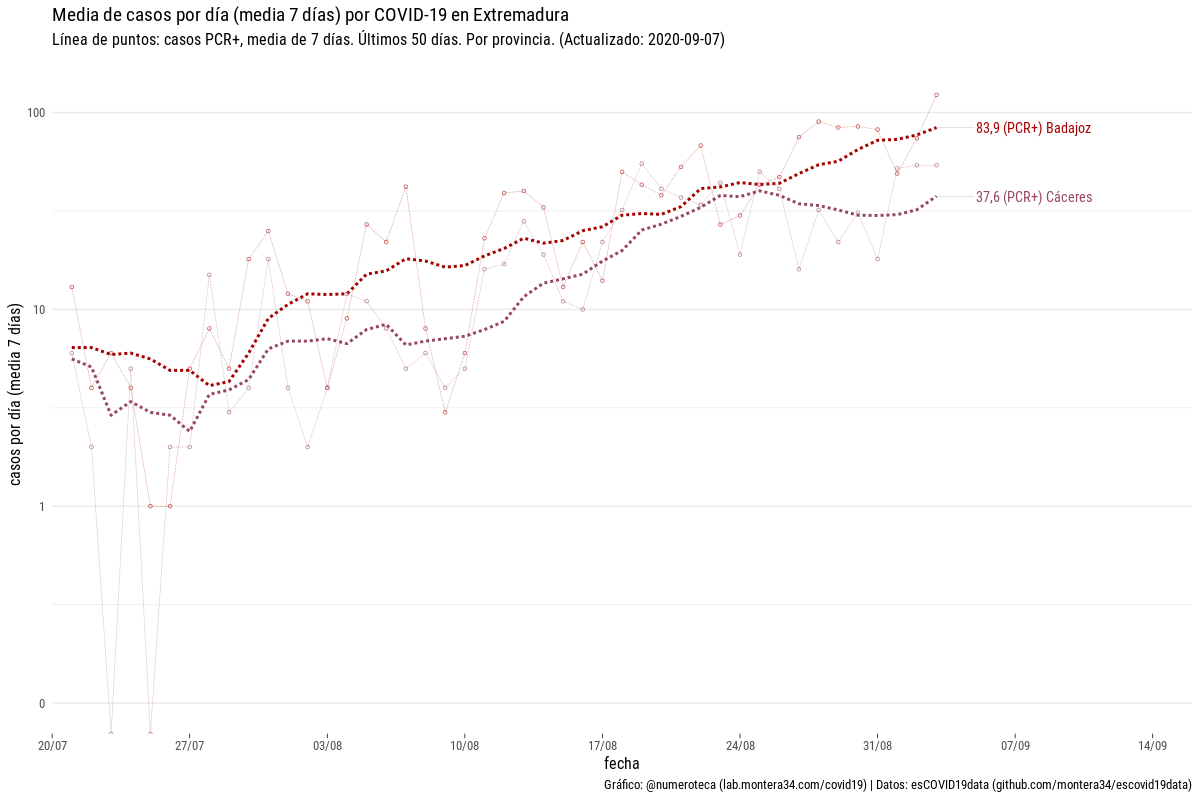 Media de casos por día (media 7 días) por COVID-19 en Extremadura
Línea de puntos: casos PCR+, media de 7 días. Últimos 50 días. Por provincia. (Actualizado: 2020-09-07)
casos por día (media 7 días)
100
10
1
0
83,9 (PCR+) Badajoz
37,6 (PCR+) Cáceres
20/07
27/07
03/08
10/08
17/08
24/08
31/08
07/09
14/09
fecha
Gráfico: @numeroteca (lab.montera34.com/covid19) | Datos: esCOVID19data (github.com/montera34/escovid19data)